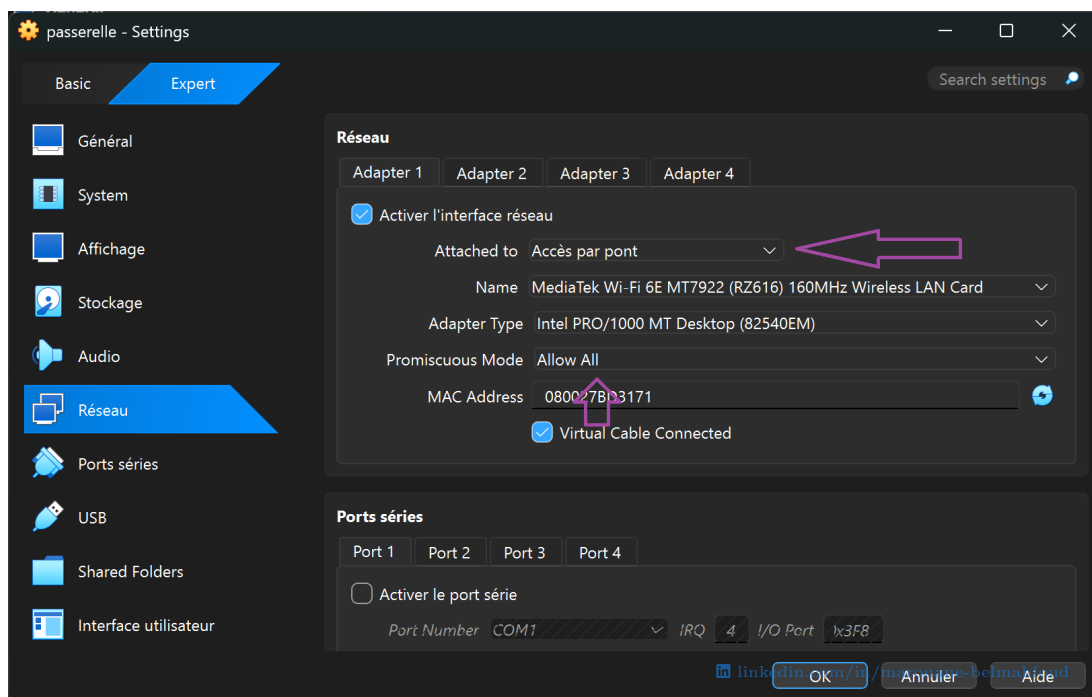 passerelle - Settings
Basic
Expert
Search settings
Général
System
Affichage
Stockage
Audio
Réseau
Ports séries
USB
Shared Folders
Interface utilisateur
Réseau
Adapter 1 Adapter 2 Adapter 3 Adapter 4
Activer l'interface réseau
Attached to Accès par pont
Name MediaTek Wi-Fi 6E MT7922 (RZ616) 160MHz Wireless LAN Card
Adapter Type Intel PRO/1000 MT Desktop (82540EM)
Promiscuous Mode Allow All
MAC Address 080027BD3171
Virtual Cable Connected
Ports séries
Port 1 Port 2 Port 3 Port 4
Activer le port série
Port Number COM1 IRQ 4 I/O Port 0x3F8
OK Annuler Aide